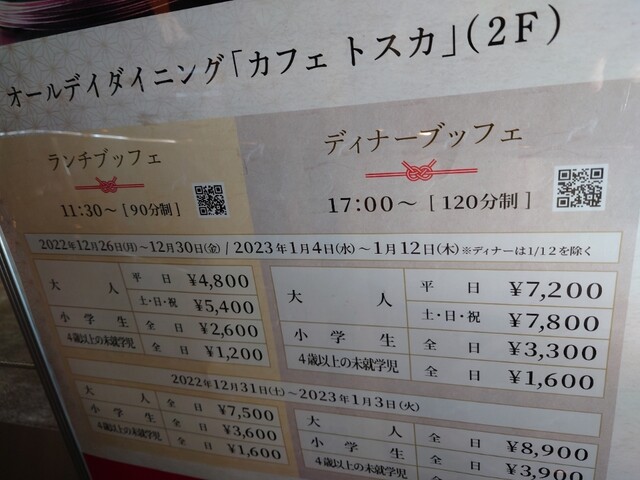 オールデイダイニング「カフェ トスカ」(2F)
ランチブッフェ
11:30～ [90分制]
ディナーブッフェ
17:00～ [120分制]
2022年12月26日(月)～12月30日(金) / 2023年1月4日(水)～1月12日(木) ※ディナーは1/12を除く
大人 平日 ¥4,800
土・日・祝 ¥5,400
小学生 全日 ¥2,600
4歳以上の未就学児 全日 ¥1,200
大人 平日 ¥7,200
土・日・祝 ¥7,800
小学生 全日 ¥3,300
4歳以上の未就学児 全日 ¥1,600
2022年12月31日(土)～2023年1月3日(火)
大人 全日 ¥7,500
小学生 全日 ¥3,600
4歳以上の未就学児 全日 ¥1,600
大人 全日 ¥8,900
小学生 全日 ¥3,900
4歳以上の未就学児